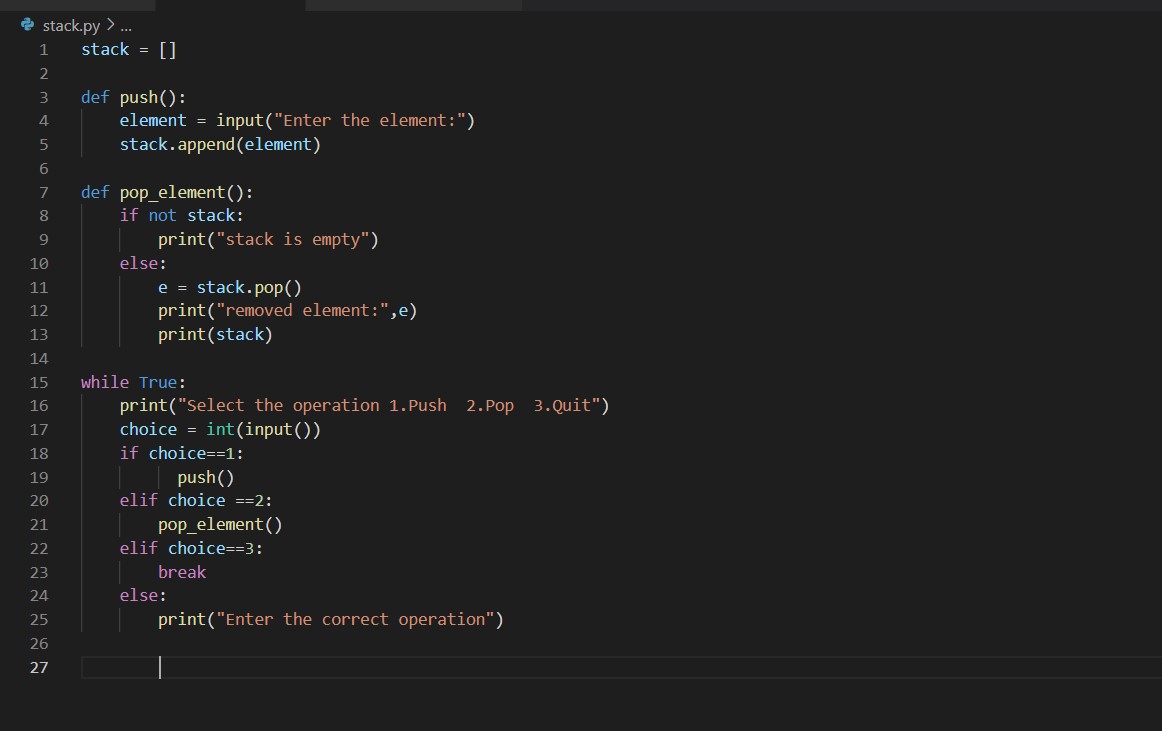 stack.py > ...
1 stack = []
2
3 def push():
4     element = input("Enter the element:")
5     stack.append(element)
6
7 def pop_element():
8     if not stack:
9         print("stack is empty")
10     else:
11         e = stack.pop()
12         print("removed element:",e)
13         print(stack)
14
15 while True:
16     print("Select the operation 1.Push  2.Pop  3.Quit")
17     choice = int(input())
18     if choice==1:
19           push()
20     elif choice ==2:
21         pop_element()
22     elif choice==3:
23         break
24     else:
25         print("Enter the correct operation")
26
27